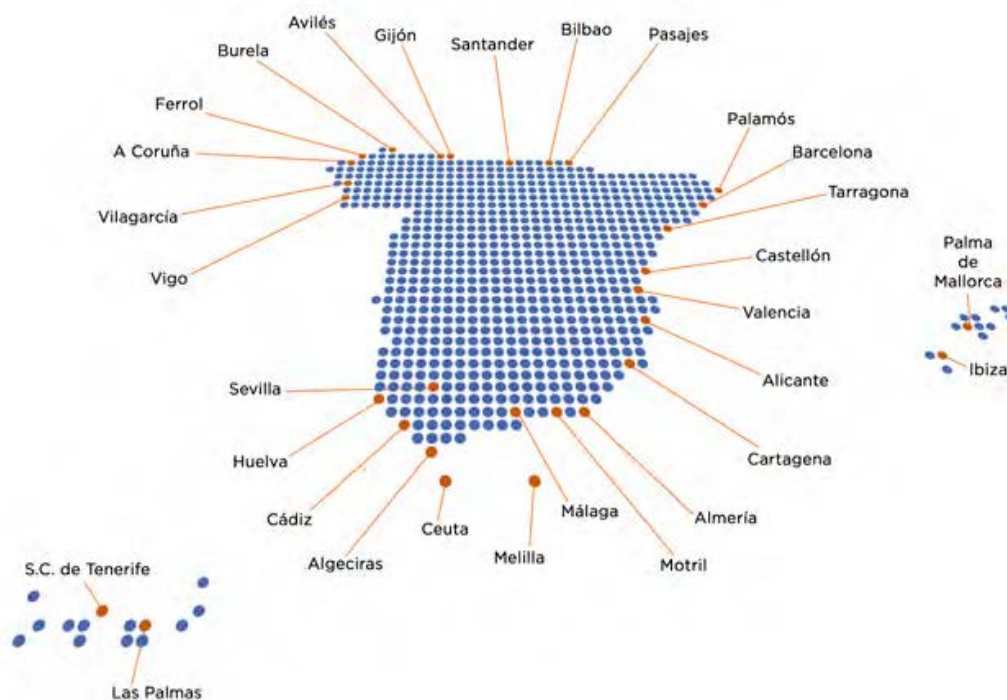 Avilés
Gijón
Santander
Bilbao
Pasajes
Burela
Ferrol
A Coruña
Vilagarcía
Vigo
Palamós
Barcelona
Tarragona
Castellón
Valencia
Alicante
Cartagena
Palma
de
Mallorca
Ibiza
Sevilla
Huelva
Cádiz
Algeciras
Ceuta
Melilla
Málaga
Motril
Almería
S.C. de Tenerife
Las Palmas